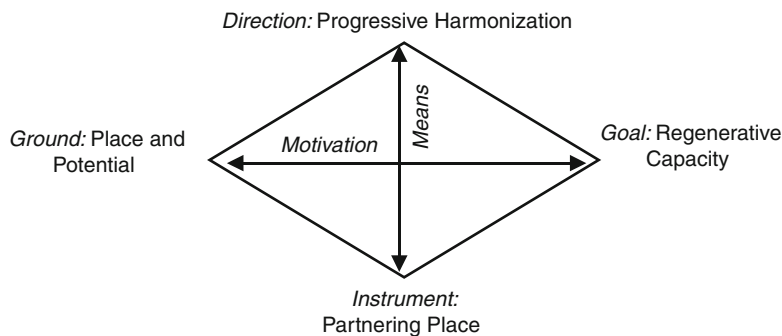 Direction: Progressive Harmonization
Ground: Place and
Potential
Motivation
Means
Goal: Regenerative
Capacity
Instrument:
Partnering Place